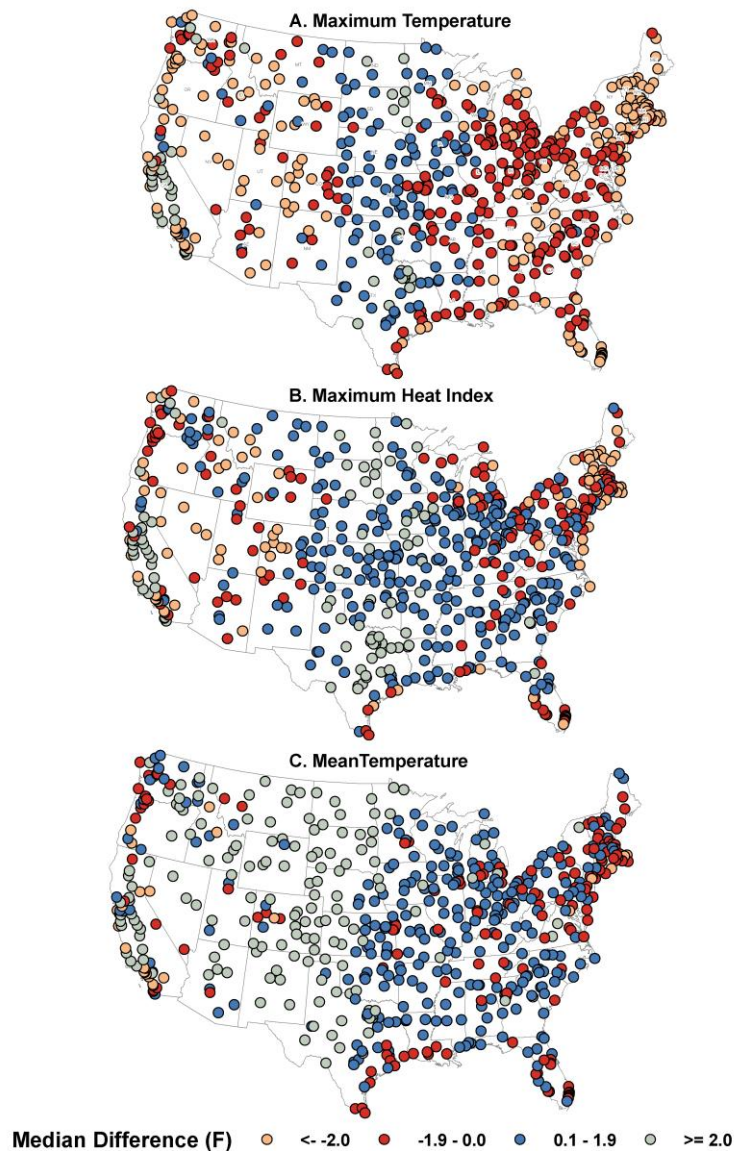 A. Maximum Temperature
B. Maximum Heat Index
C. MeanTemperature
Median Difference (F) <- -2.0 -1.9 - 0.0 0.1 - 1.9 >= 2.0